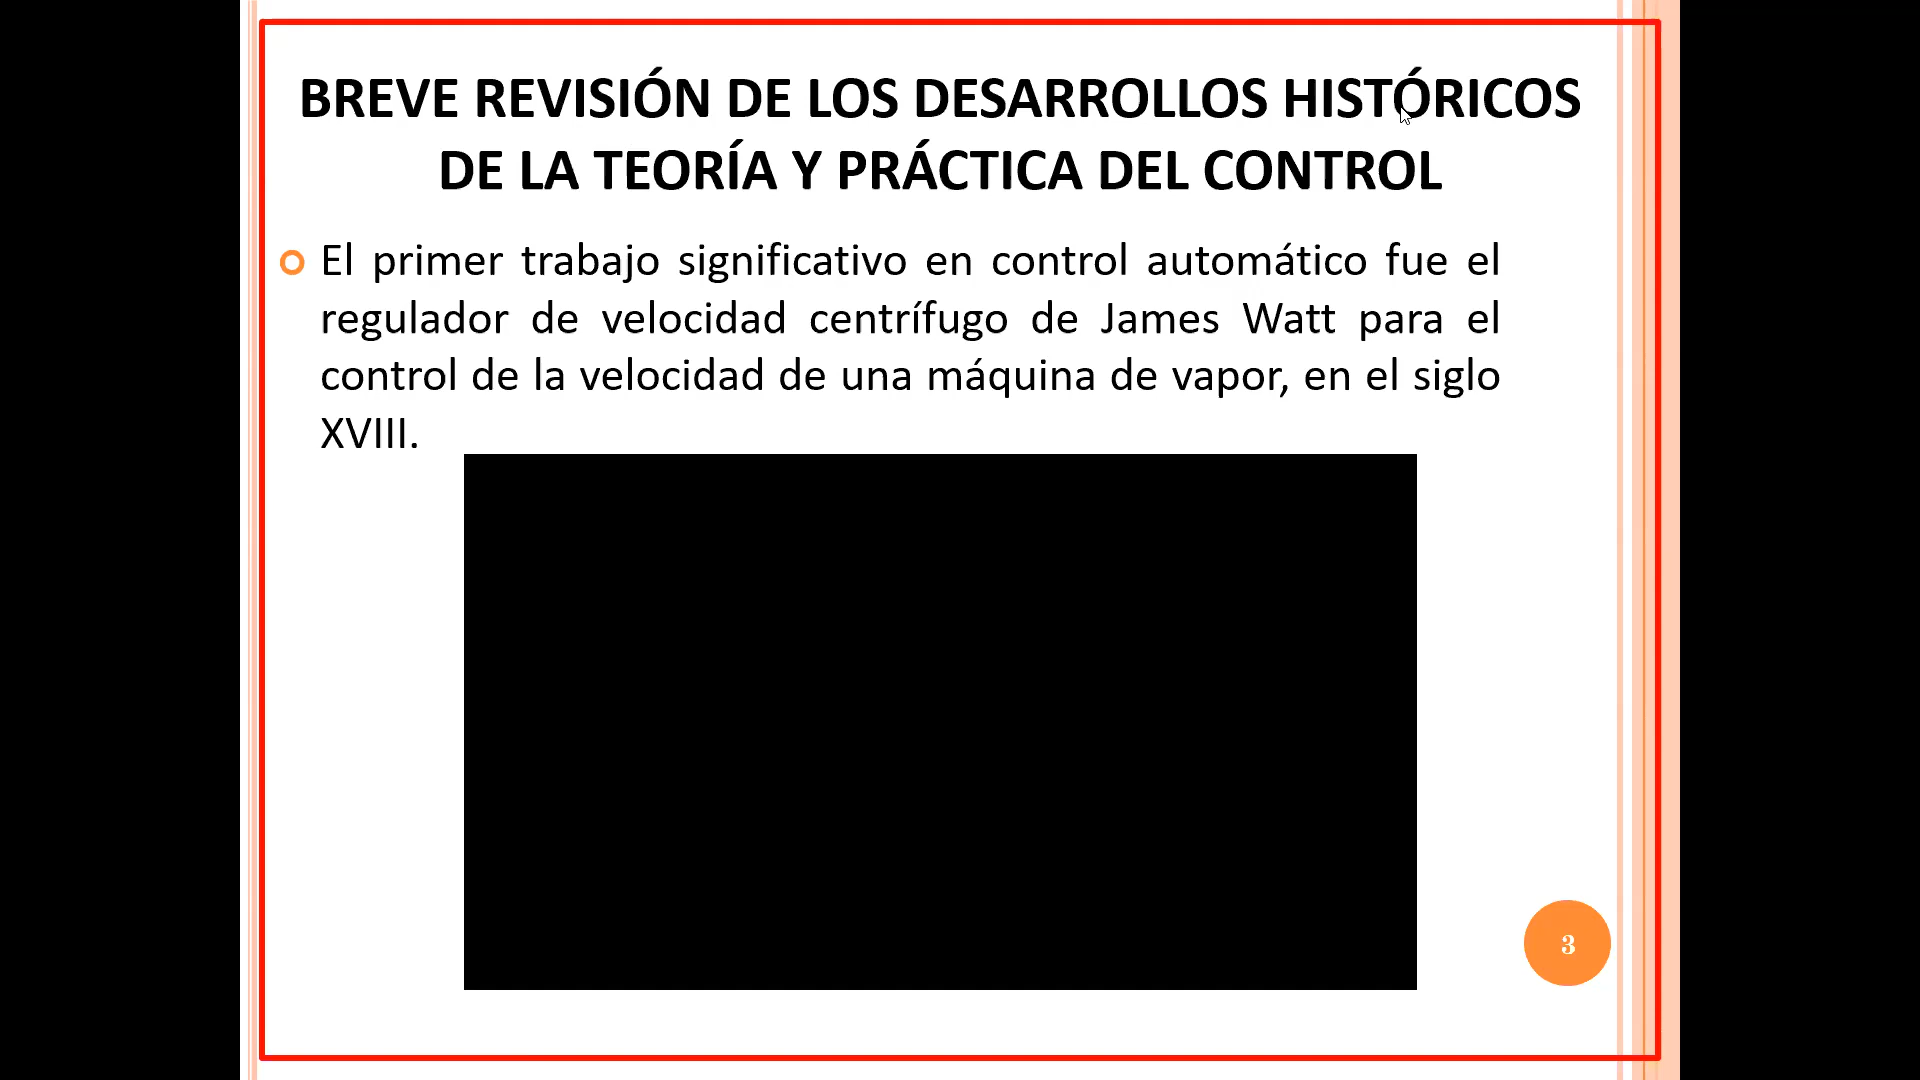 BREVE REVISIÓN DE LOS DESARROLLOS HISTÓRICOS
DE LA TEORÍA Y PRÁCTICA DEL CONTROL
El primer trabajo significativo en control automático fue el
regulador de velocidad centrífugo de James Watt para el
control de la velocidad de una máquina de vapor, en el siglo
XVIII.
3